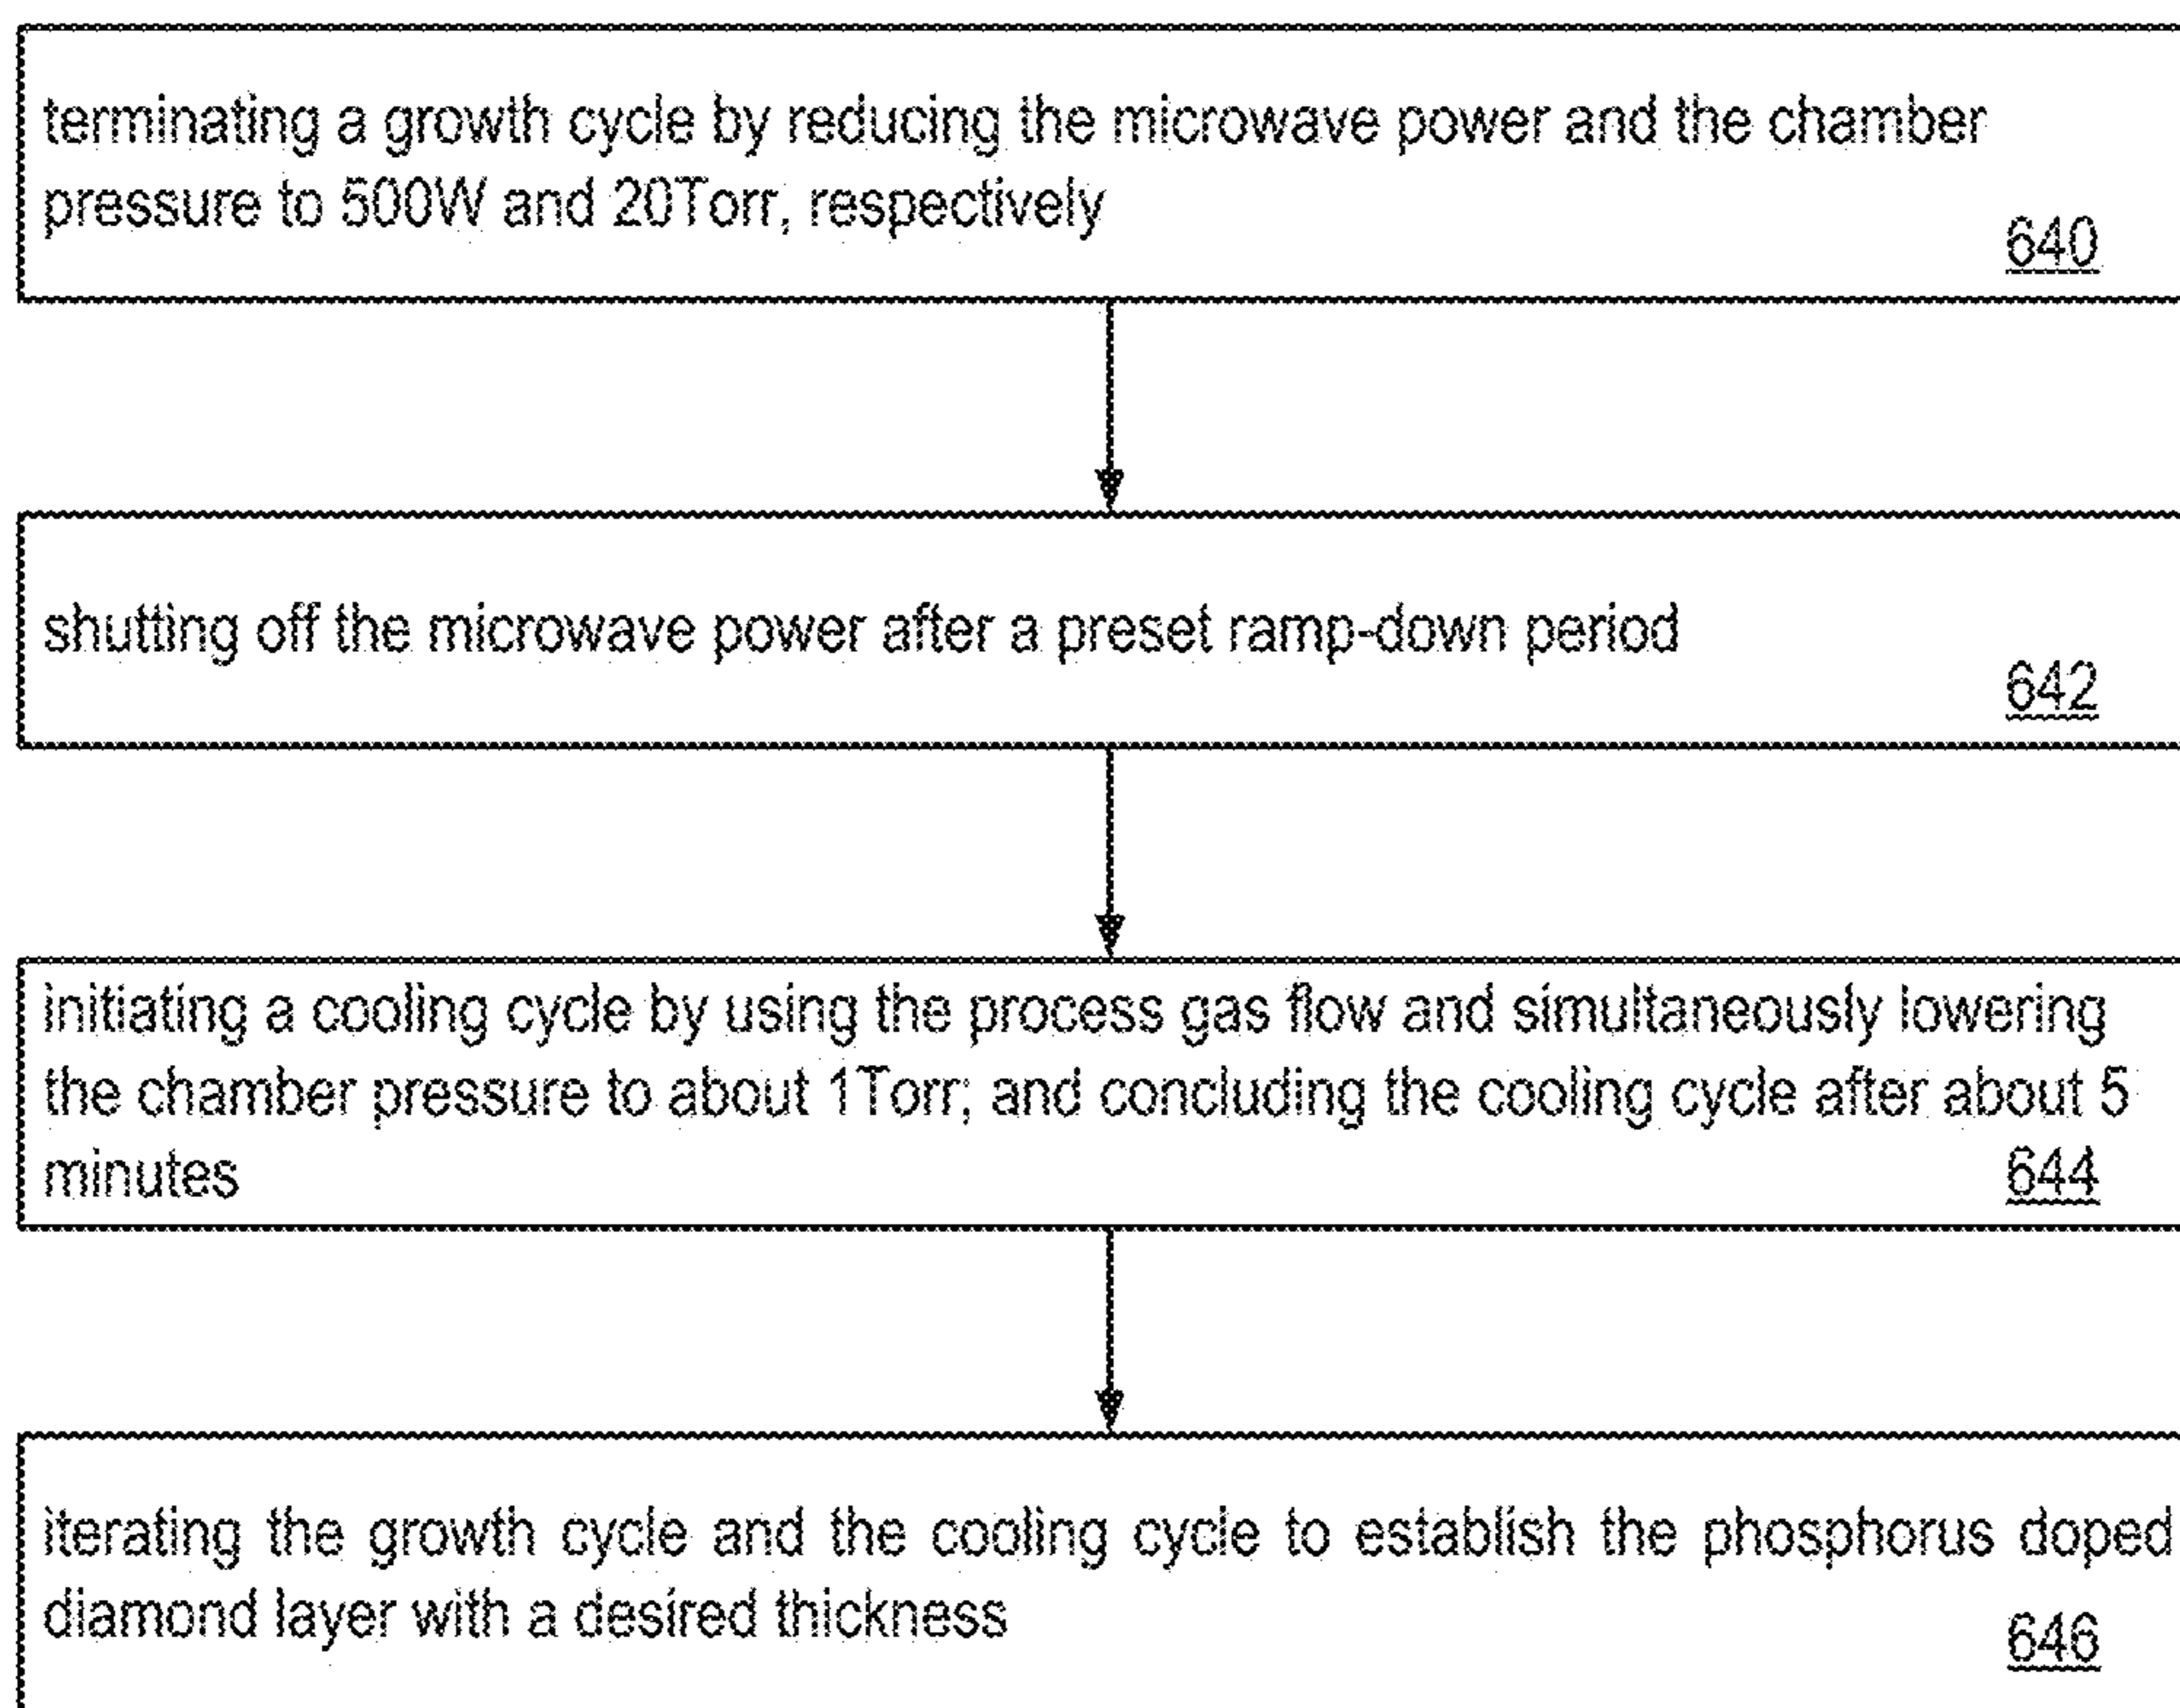 terminating a growth cycle by reducing the microwave power and the chamber
pressure to 500W and 20Torr, respectively
640
shutting off the microwave power after a preset ramp-down period
642
initiating a cooling cycle by using the process gas flow and simultaneously lowering
the chamber pressure to about 1Torr; and concluding the cooling cycle after about 5
minutes
644
iterating the growth cycle and the cooling cycle to establish the phosphorus doped
diamond layer with a desired thickness
646